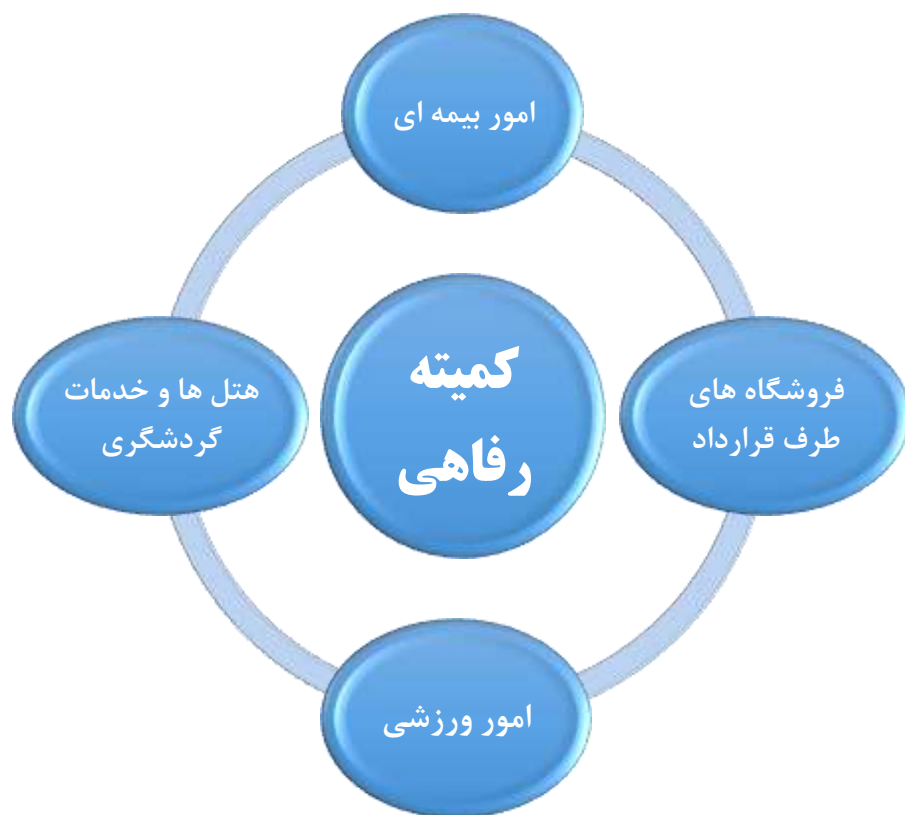 امور بیمه ای
فروشگاه های
طرف قرارداد
کمیته
رفاهی
هتل ها و خدمات
گردشگری
امور ورزشی